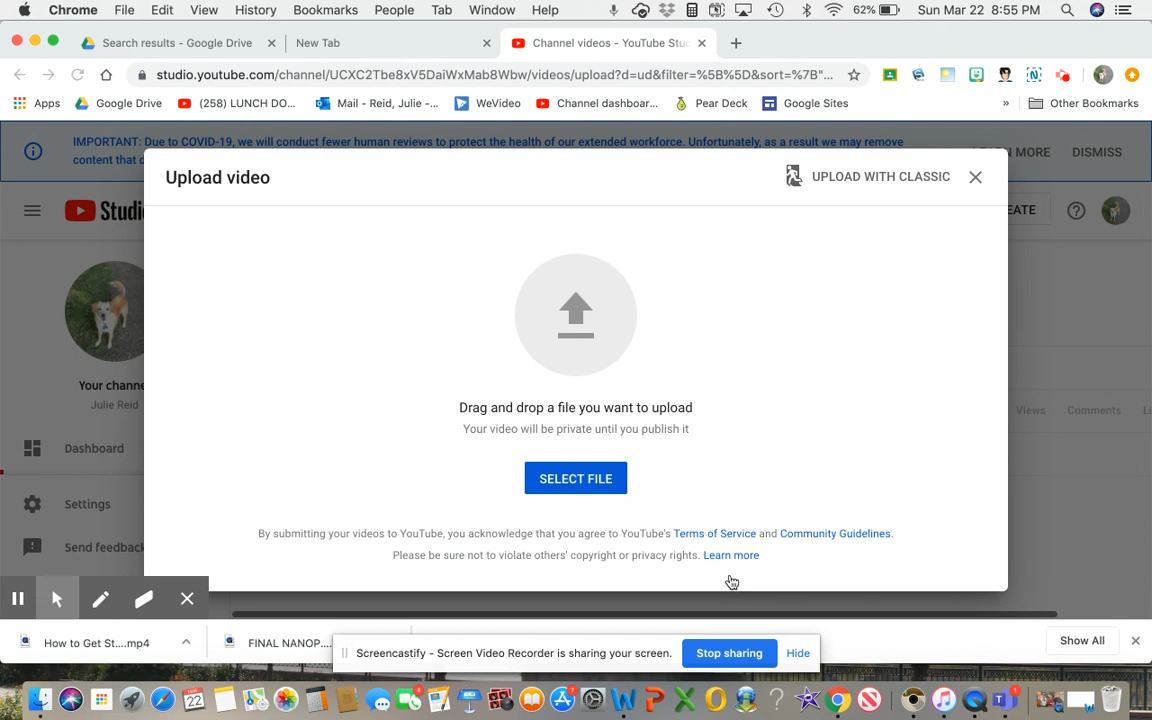 Chrome File Edit View History Bookmarks People Tab Window Help 62% Sun Mar 22 8:55 PM
Search results - Google Drive New Tab Channel videos - YouTube Stud
studio.youtube.com/channel/UCXC2Tbe8xV5DaiWxMab8Wbw/videos/upload?d=ud&filter=%5B%5D&sort=%7B"...
Apps Google Drive (258) LUNCH DO... Mail - Reid, Julie -... WeVideo Channel dashboar... Pear Deck Google Sites » Other Bookmarks
IMPORTANT: Due to COVID-19, we will conduct fewer human reviews to protect the health of our extended workforce. Unfortunately, as a result we may remove
content that d
MORE DISMISS
Upload video UPLOAD WITH CLASSIC
Studi EATE
Your channe
Julie Reid
Drag and drop a file you want to upload
Views Comments Li
Your video will be private until you publish it
Dashboard
SELECT FILE
Settings
By submitting your videos to YouTube, you acknowledge that you agree to YouTube's Terms of Service and Community Guidelines.
Send feedback
Please be sure not to violate others' copyright or privacy rights. Learn more
How to Get St....mp4 FINAL NANOP... Show All
Screencastify - Screen Video Recorder is sharing your screen. Stop sharing Hide